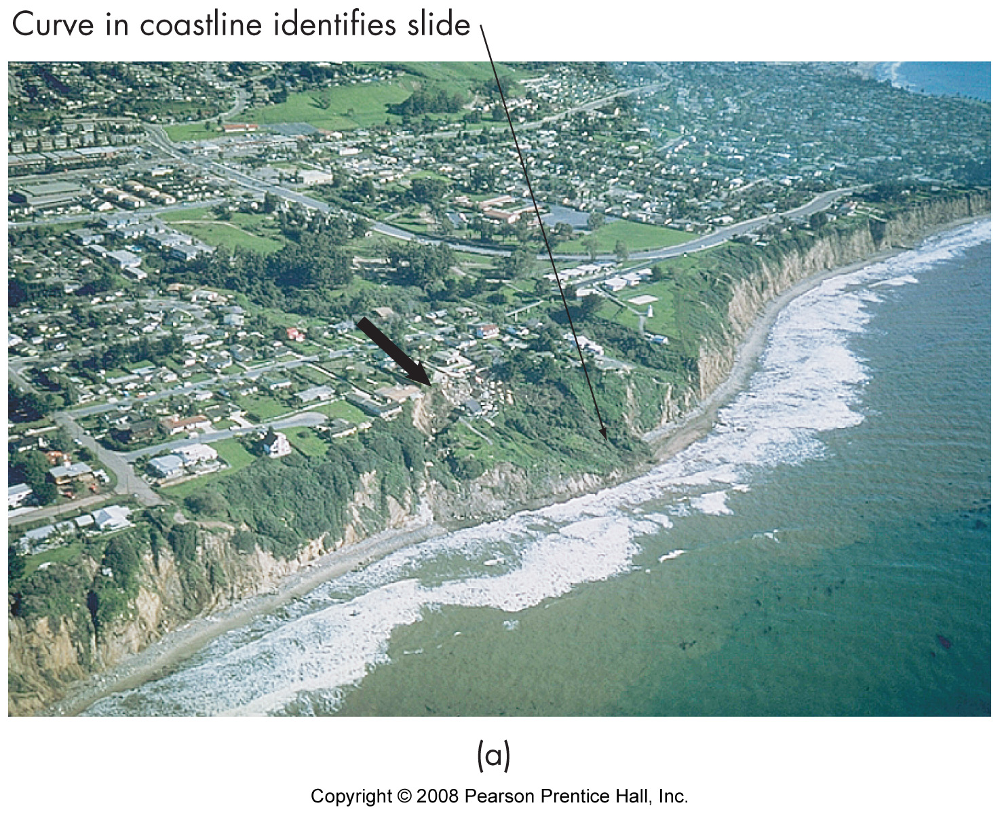 Curve in coastline identifies slide
(a)
Copyright © 2008 Pearson Prentice Hall, Inc.